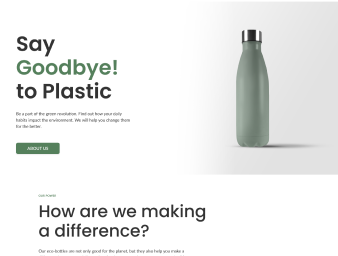 Say
Goodbye!
to Plastic
Be a part of the green revolution. Find out how your daily
habits impact the environment. We will help you change them
for the better.
ABOUT US
How are we making
a difference?
Our eco-bottles are not only good for the planet, but they also help you make a